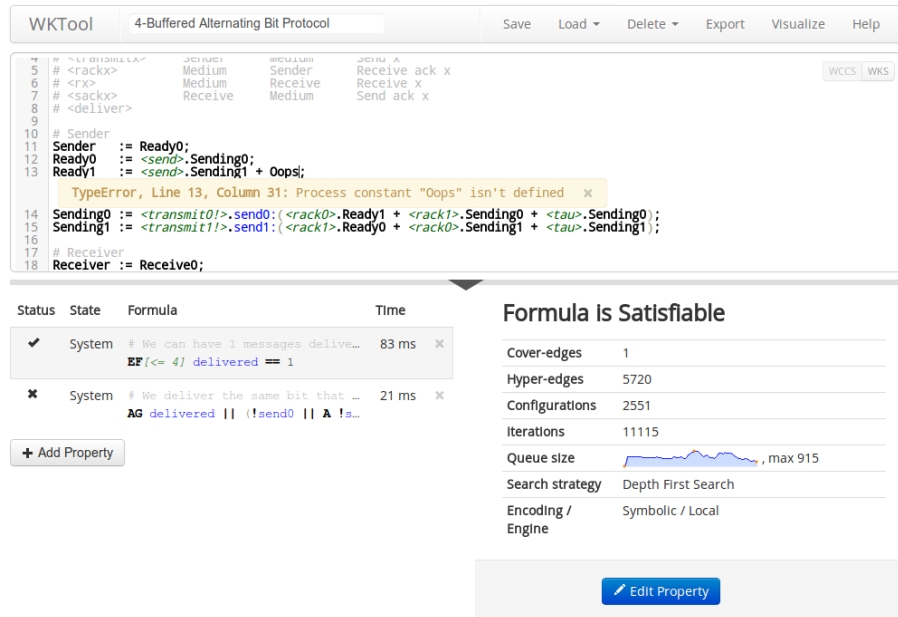 WKTool 4-Buffered Alternating Bit Protocol Save Load Delete Export Visualize Help
4 # <transmitx> Sender Medium Send x
5 # <rackx> Medium Sender Receive ack x
6 # <rx> Medium Receive Receive x
7 # <sackx> Receive Medium Send ack x
8 # <deliver>
WCCS WKS
9
10 # Sender
11 Sender := Ready0;
12 Ready0 := <send>.Sending0;
13 Ready1 := <send>.Sending1 + Oops;
TypeError, Line 13, Column 31: Process constant "Oops" isn't defined ×
14 Sending0 := <transmit0!>.send0:(<rack0>.Ready1 + <rack1>.Sending0 + <tau>.Sending0);
15 Sending1 := <transmit1!>.send1:(<rack1>.Ready0 + <rack0>.Sending1 + <tau>.Sending1);
16
17 # Receiver
18 Receiver := Receive0;
Status State Formula Time
System # We can have 1 messages delive… 83 ms ×
EF[<= 4] delivered == 1
System # We deliver the same bit that … 21 ms ×
AG delivered || (!send0 || A !s…
+ Add Property
Formula is Satisfiable
Cover-edges 1
Hyper-edges 5720
Configurations 2551
Iterations 11115
Queue size , max 915
Search strategy Depth First Search
Encoding / Engine Symbolic / Local
Edit Property